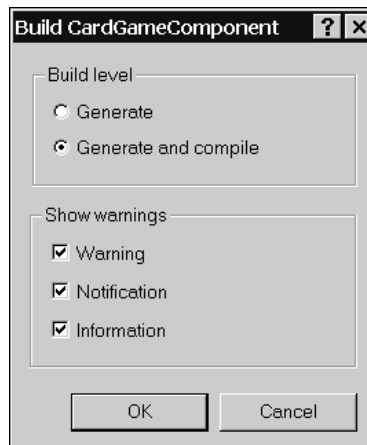 Build CardGameComponent ? ×
Build level
Generate
Generate and compile
Show warnings
Warning
Notification
Information
OK Cancel